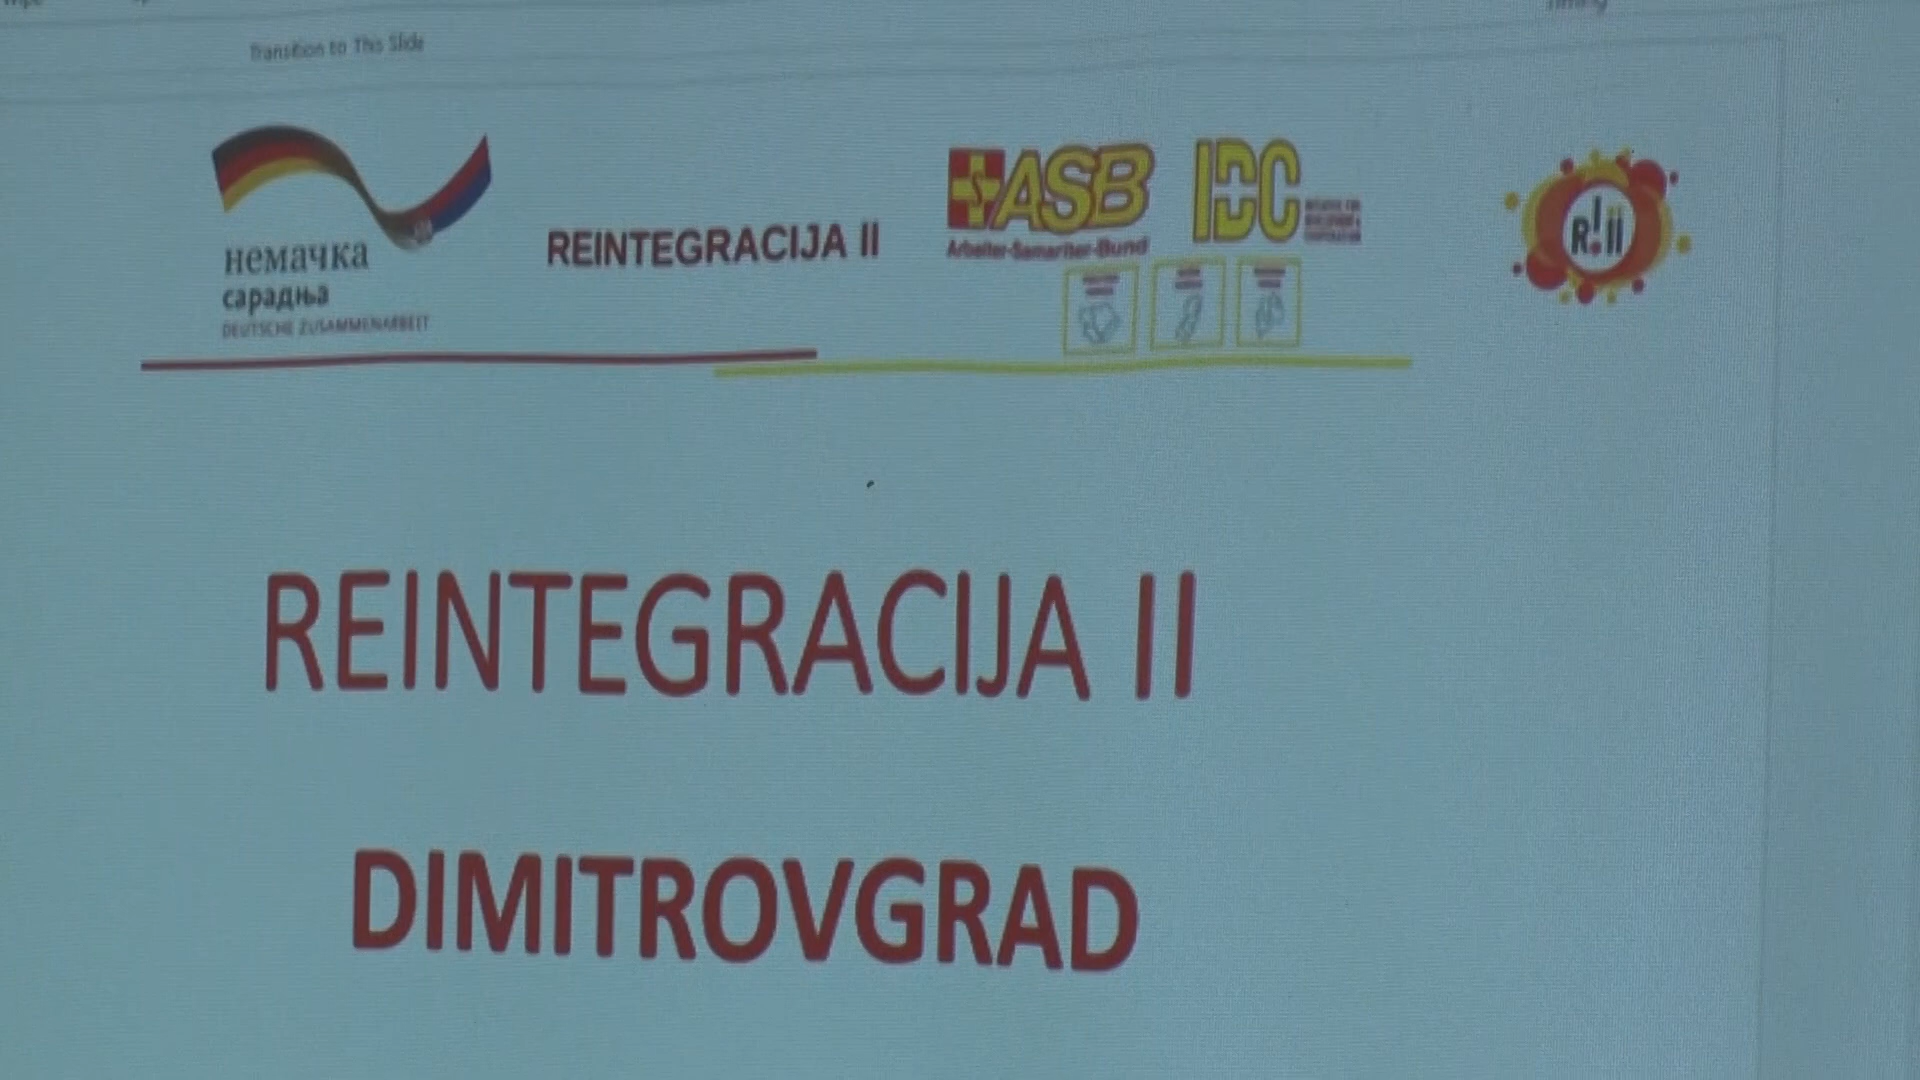 Transition to This Slide
немачка
сарадња
DEUTSCHE ZUSAMMENARBEIT
REINTEGRACIJA II
ASB
Arbeiter-Samariter-Bund
IDC
R!ii
REINTEGRACIJA II
DIMITROVGRAD